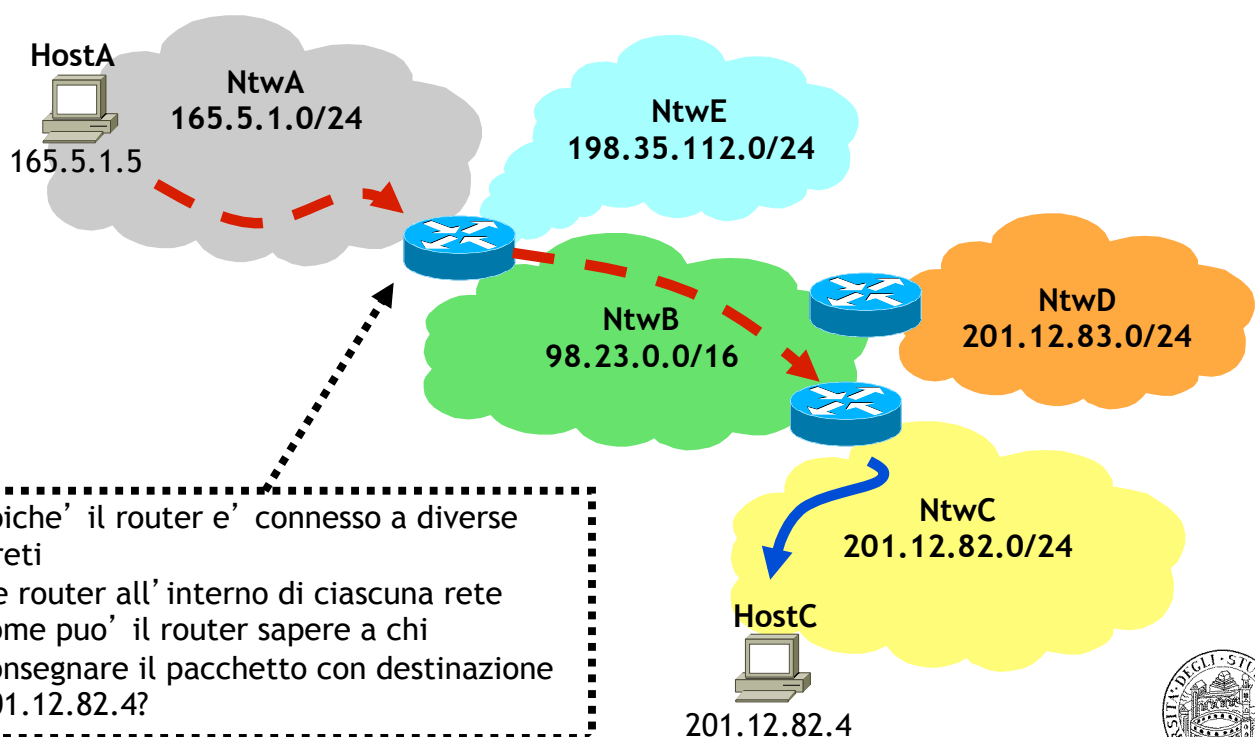 HostA
NtwA
165.5.1.0/24
165.5.1.5
NtwE
198.35.112.0/24
NtwB
98.23.0.0/16
NtwD
201.12.83.0/24
NtwC
201.12.82.0/24
HostC
201.12.82.4
poiche’ il router e’ connesso a diverse
reti
e router all’interno di ciascuna rete
ome puo’ il router sapere a chi
onsegnare il pacchetto con destinazione
01.12.82.4?